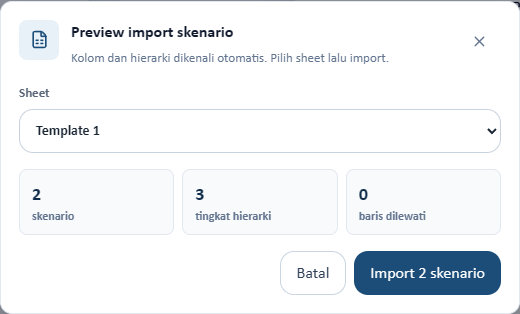 Preview import skenario
Kolom dan hierarki dikenali otomatis. Pilih sheet lalu import.
Sheet
Template 1
2
skenario
3
tingkat hierarki
0
baris dilewati
Batal
Import 2 skenario